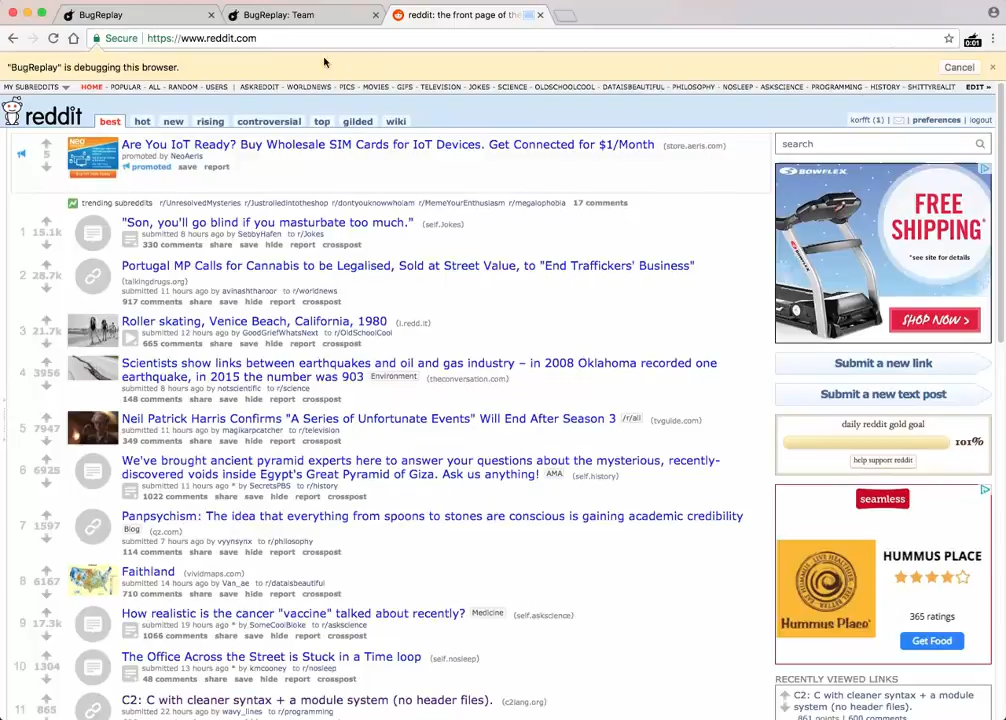 BugReplay
BugReplay: Team
reddit: the front page of the
Secure https://www.reddit.com
0:01
"BugReplay" is debugging this browser.
Cancel
MY SUBREDDITS HOME - POPULAR - ALL - RANDOM - USERS | ASKREDDIT - WORLDNEWS - PICS - MOVIES - GIFS - TELEVISION - JOKES - SCIENCE - OLDSCHOOLCOOL - DATAISBEAUTIFUL - PHILOSOPHY - NOSLEEP - ASKSCIENCE - PROGRAMMING - HISTORY - SHITTYREALIT EDIT »
reddit best hot new rising controversial top gilded wiki
korfft (1) | preferences | logout
5
Are You IoT Ready? Buy Wholesale SIM Cards for IoT Devices. Get Connected for $1/Month (store.aeris.com)
promoted by NeoAeris
promoted save report
trending subreddits r/UnresolvedMysteries r/JustrolledintotheshopShop r/dontyouknowwhoiam r/MemeYourEnthusiasm r/megalophobia 17 comments
1 15.1k
"Son, you'll go blind if you masturbate too much." (self.Jokes)
submitted 8 hours ago by SebbyHafen to r/Jokes
330 comments share save hide report crosspost
2 28.7k
Portugal MP Calls for Cannabis to be Legalised, Sold at Street Value, to "End Traffickers' Business"
(talkingdrugs.org)
submitted 11 hours ago by avinashtharoor to r/worldnews
917 comments share save hide report crosspost
3 21.7k
Roller skating, Venice Beach, California, 1980 (i.redd.it)
submitted 12 hours ago by GoodGriefWhatsNext to r/OldSchoolCool
665 comments share save hide report crosspost
4 3956
Scientists show links between earthquakes and oil and gas industry – in 2008 Oklahoma recorded one
earthquake, in 2015 the number was 903 Environment (theconversation.com)
submitted 8 hours ago by notscientific to r/science
148 comments share save hide report crosspost
5 7947
Neil Patrick Harris Confirms "A Series of Unfortunate Events" Will End After Season 3 /r/all (tvguide.com)
submitted 11 hours ago by magikarpcatcher to r/television
349 comments share save hide report crosspost
6 6925
We've brought ancient pyramid experts here to answer your questions about the mysterious, recently-
discovered voids inside Egypt's Great Pyramid of Giza. Ask us anything! AMA (self.history)
submitted 11 hours ago * by SecretsPBS to r/history
1022 comments share save hide report crosspost
7 1597
Panpsychism: The idea that everything from spoons to stones are conscious is gaining academic credibility
Blog (qz.com)
submitted 7 hours ago by vyynsynx to r/philosophy
114 comments share save hide report crosspost
8 6167
Faithland (vividmaps.com)
submitted 14 hours ago by Van_ae to r/dataisbeautiful
710 comments share save hide report crosspost
9 17.3k
How realistic is the cancer "vaccine" talked about recently? Medicine (self.askscience)
submitted 19 hours ago * by SomeCoolBloke to r/askscience
1066 comments share save hide report crosspost
10 1304
The Office Across the Street is Stuck in a Time loop (self.nosleep)
submitted 13 hours ago * by kmcooney to r/nosleep
48 comments share save hide report crosspost
11 865
C2: C with cleaner syntax + a module system (no header files). (c2lang.org)
submitted 22 hours ago by wavy_lines to r/programming
search
BOWFLEX
FREE
SHIPPING*
*see site for details
SHOP NOW >
Submit a new link
Submit a new text post
daily reddit gold goal
101%
help support reddit
seamless
HUMMUS PLACE
Hummus Place
365 ratings
Get Food
RECENTLY VIEWED LINKS
C2: C with cleaner syntax + a module
system (no header files).
861 points | 600 comments